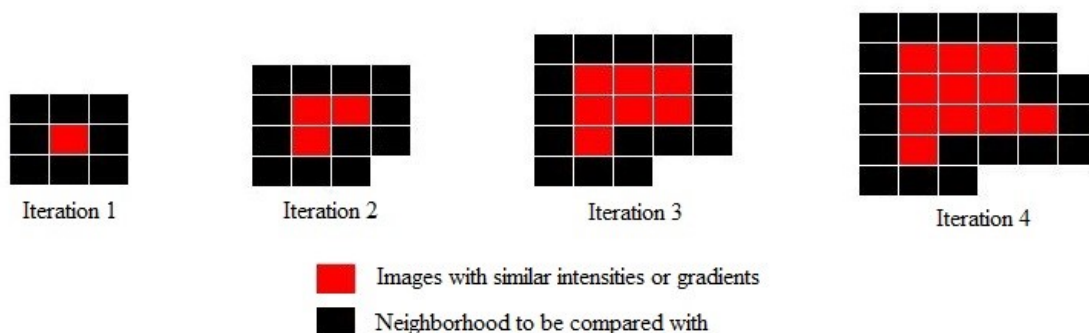 Iteration 1
Iteration 2
Iteration 3
Iteration 4
Images with similar intensities or gradients
Neighborhood to be compared with